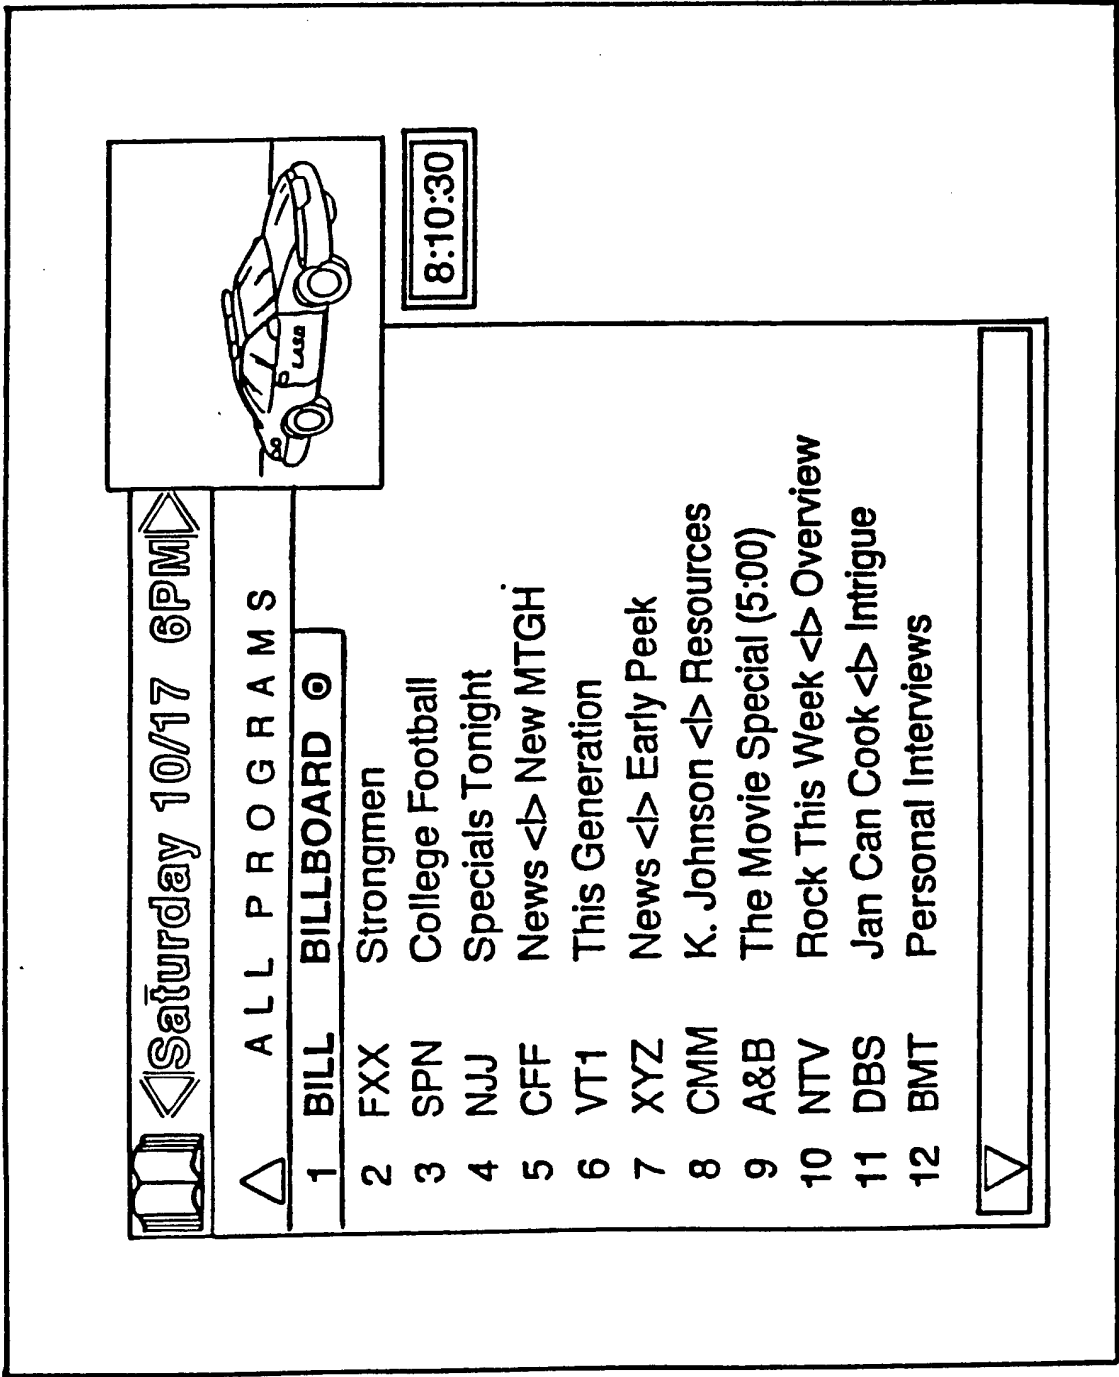 Saturday 10/17 6PM
ALL PROGRAMS
1 BILL BILLBOARD
2 FXX Strongmen
3 SPN College Football
4 NJJ Specials Tonight
5 CFF News <|> New MTGH
6 VT1 This Generation
7 XYZ News <|> Early Peek
8 CMM K. Johnson <|> Resources
9 A&B The Movie Special (5:00)
10 NTV Rock This Week <|> Overview
11 DBS Jan Can Cook <|> Intrigue
12 BMT Personal Interviews
8:10:30